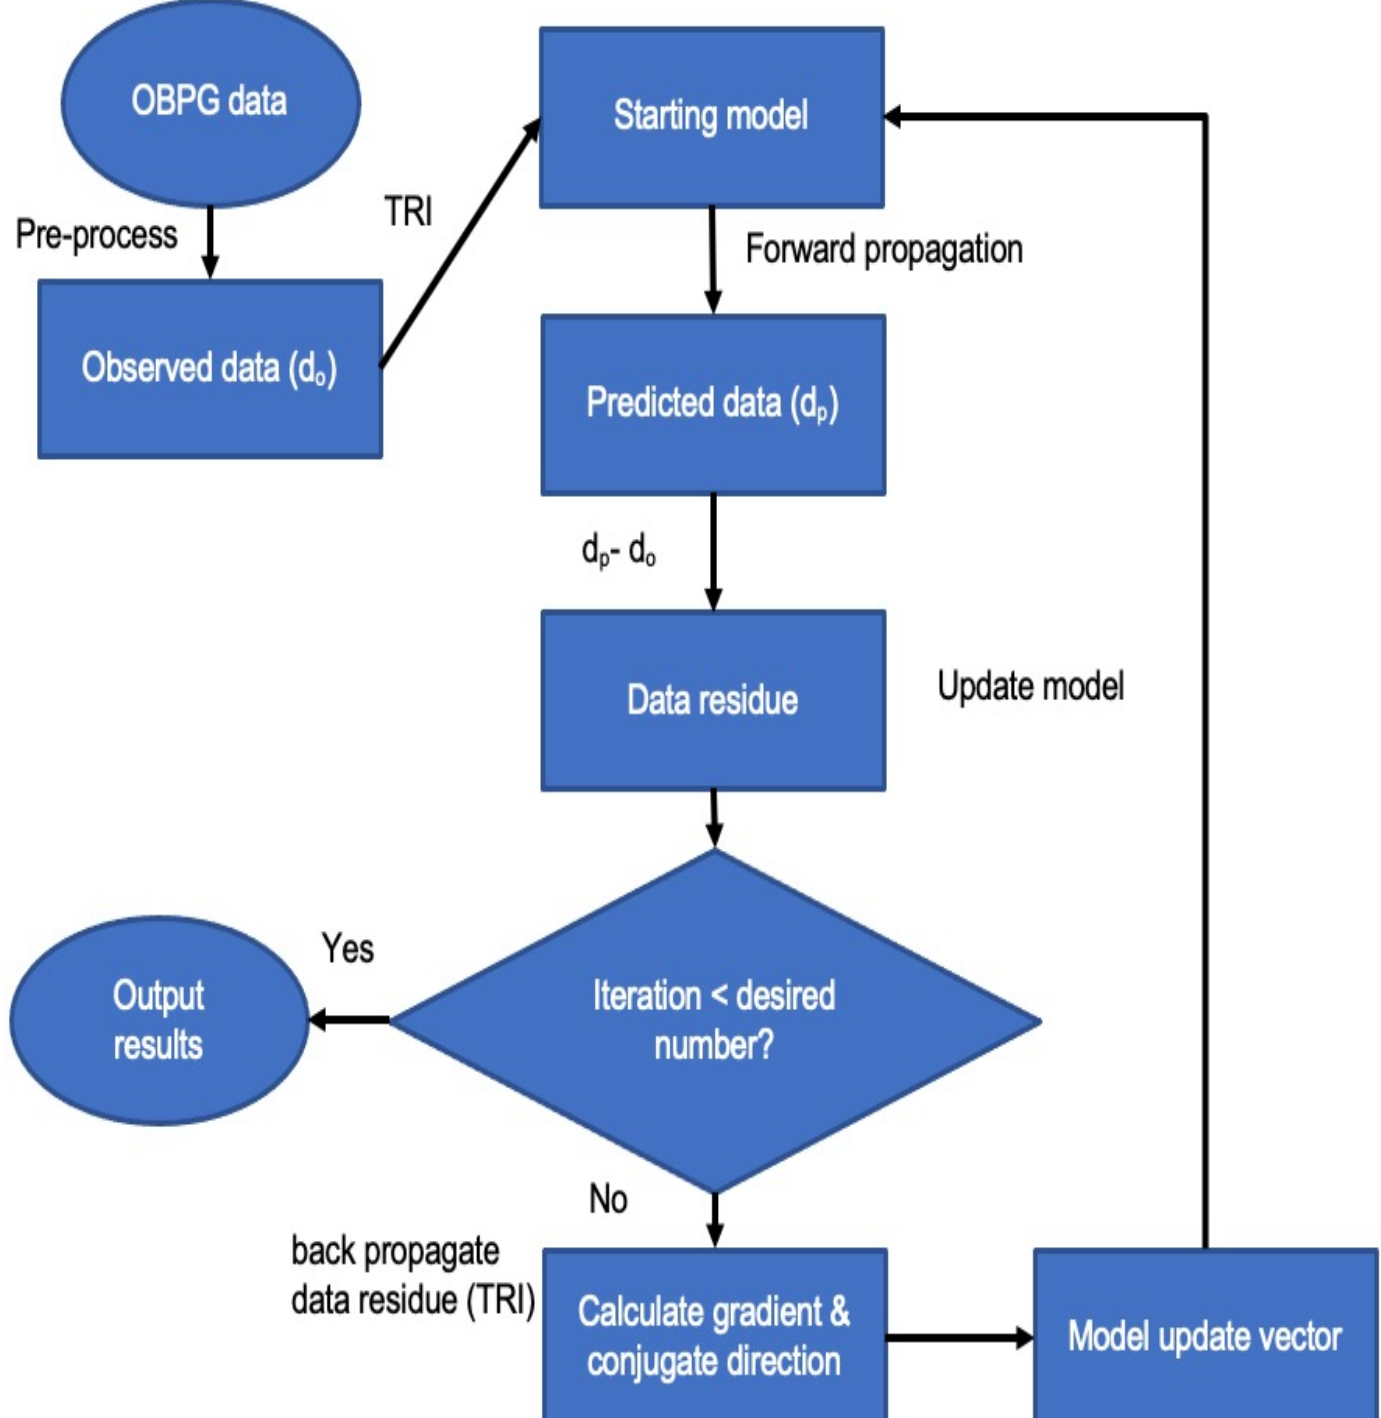 OBPG data
Starting model
Pre-process
TRI
Forward propagation
Observed data (dₒ)
Predicted data (dₚ)
dₚ- dₒ
Data residue
Update model
Yes
Output
results
Iteration < desired
number?
No
back propagate
data residue (TRI)
Calculate gradient &
conjugate direction
Model update vector